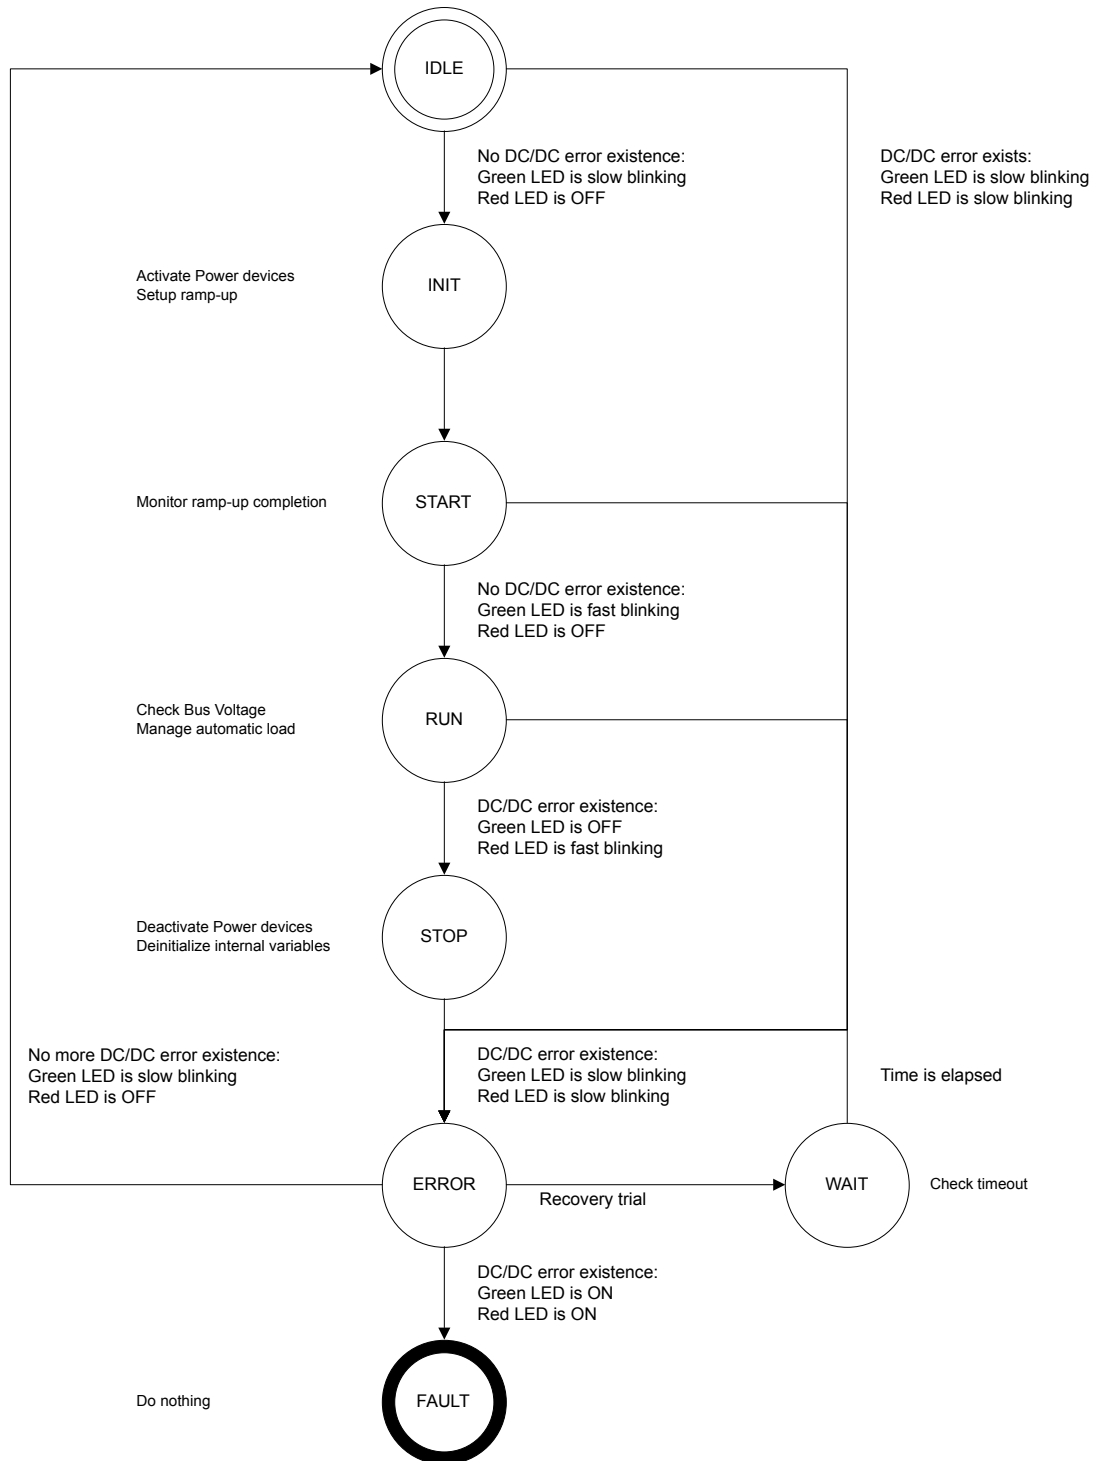 IDLE
No DC/DC error existence:
Green LED is slow blinking
Red LED is OFF
DC/DC error exists:
Green LED is slow blinking
Red LED is slow blinking
Activate Power devices
Setup ramp-up
INIT
Monitor ramp-up completion
START
No DC/DC error existence:
Green LED is fast blinking
Red LED is OFF
Check Bus Voltage
Manage automatic load
RUN
DC/DC error existence:
Green LED is OFF
Red LED is fast blinking
Deactivate Power devices
Deinitialize internal variables
STOP
No more DC/DC error existence:
Green LED is slow blinking
Red LED is OFF
DC/DC error existence:
Green LED is slow blinking
Red LED is slow blinking
Time is elapsed
ERROR
Recovery trial
WAIT
Check timeout
DC/DC error existence:
Green LED is ON
Red LED is ON
Do nothing
FAULT